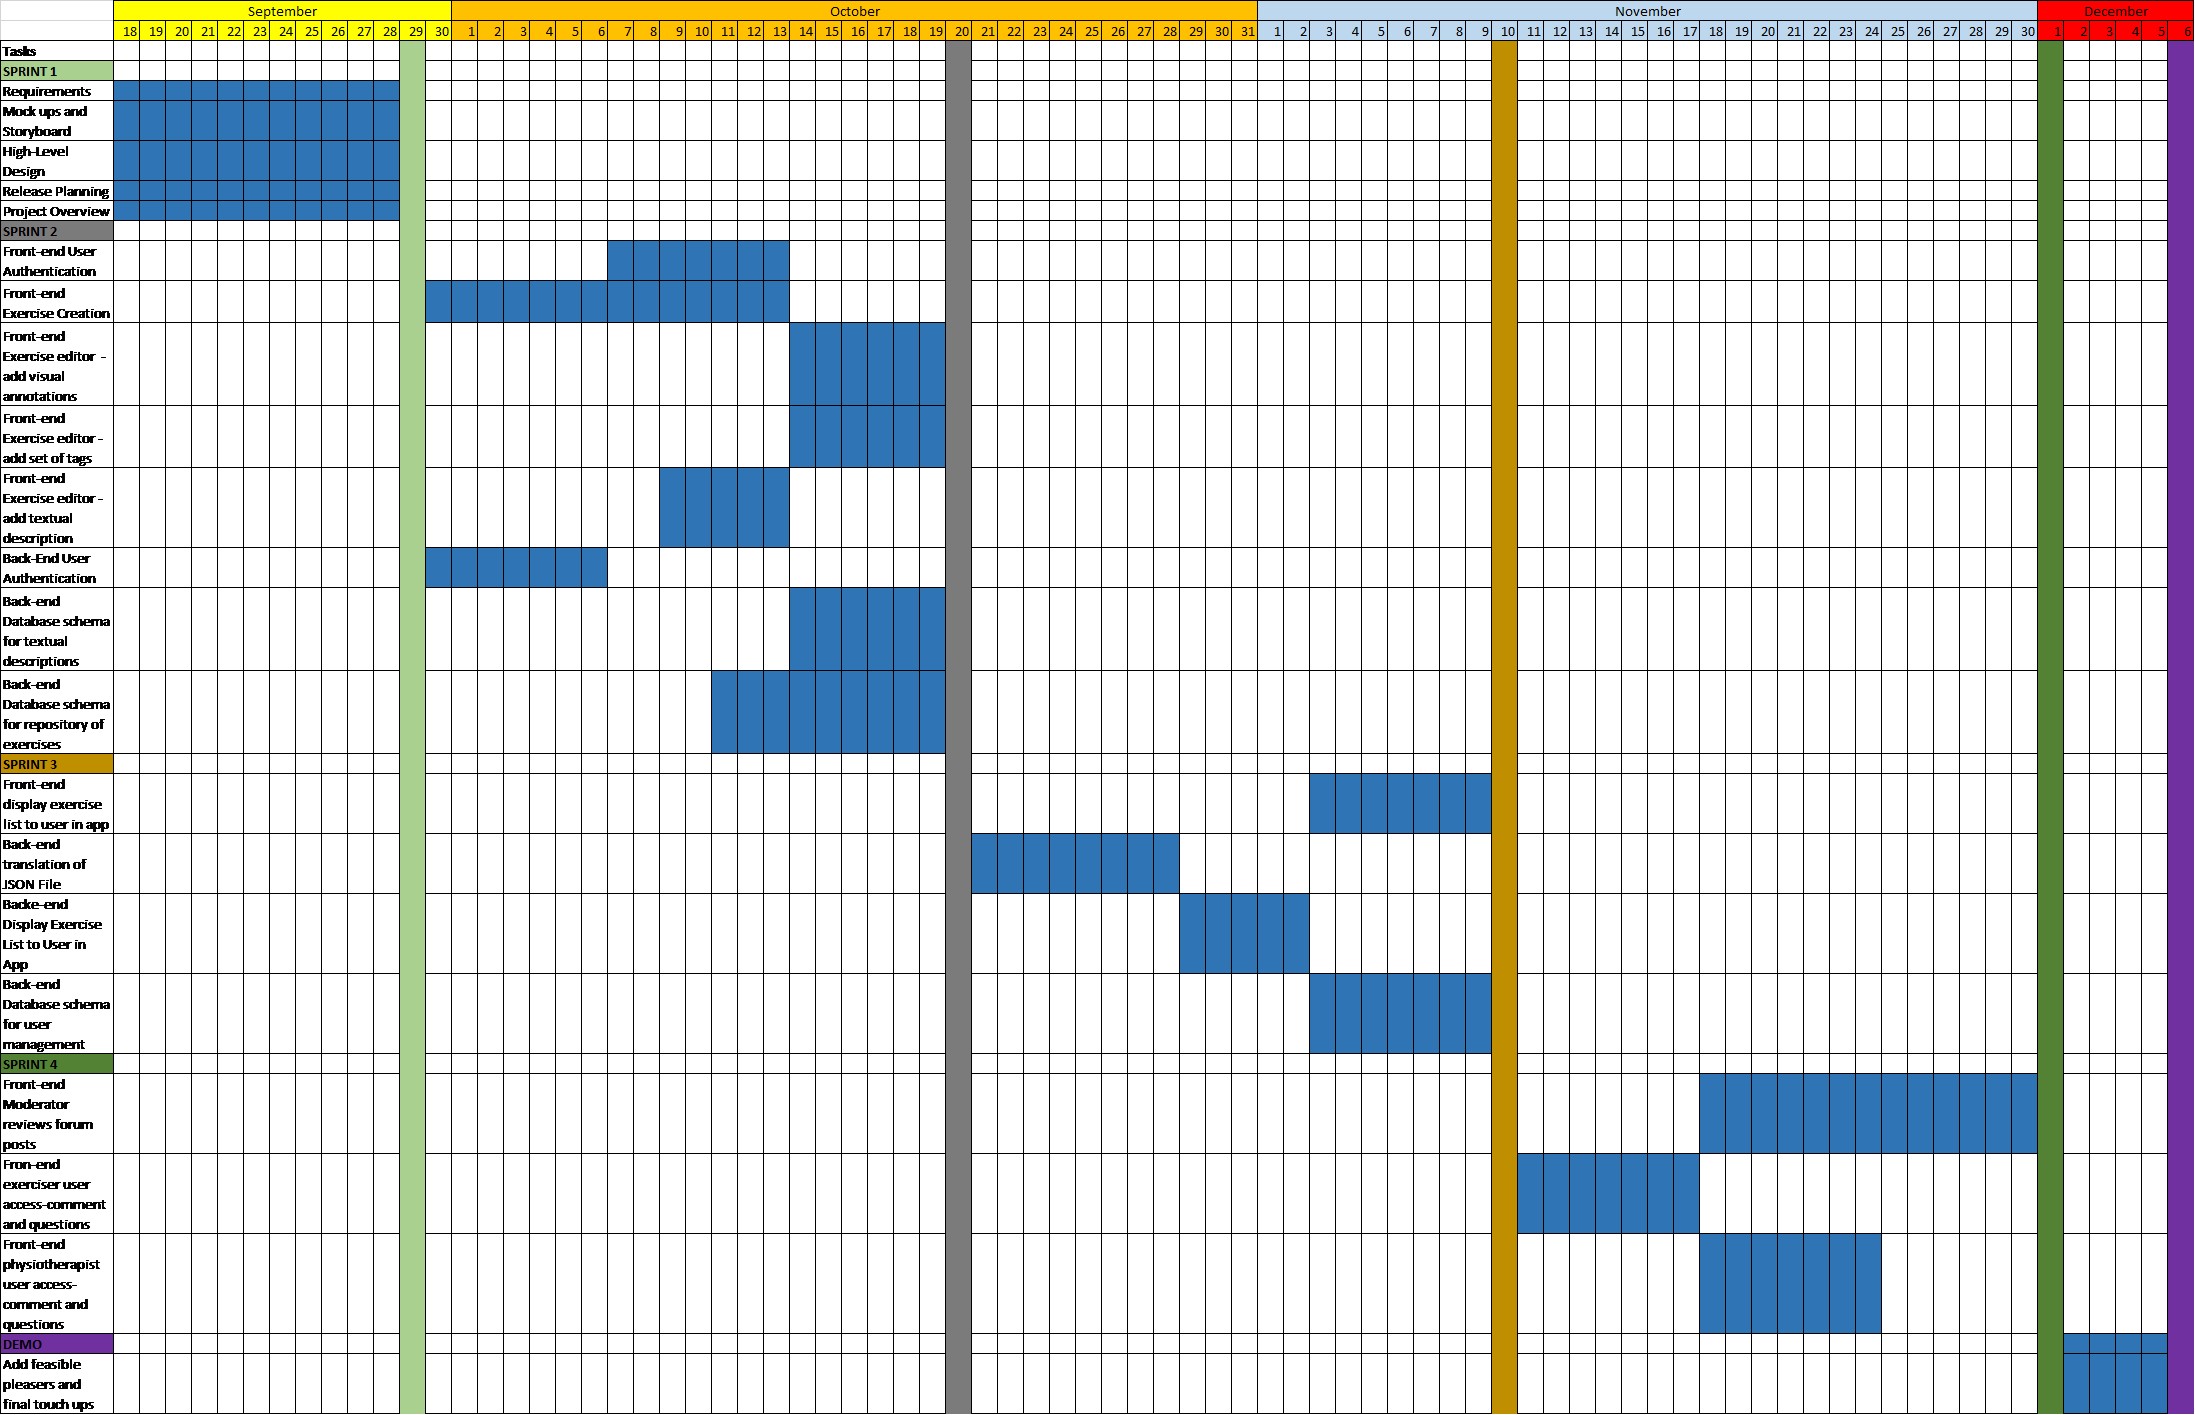 September October November December
18 19 20 21 22 23 24 25 26 27 28 29 30 1 2 3 4 5 6 7 8 9 10 11 12 13 14 15 16 17 18 19 20 21 22 23 24 25 26 27 28 29 30 31 1 2 3 4 5 6 7 8 9 10 11 12 13 14 15 16 17 18 19 20 21 22 23 24 25 26 27 28 29 30 1 2 3 4 5 6
Tasks
SPRINT 1
Requirements
Mock ups and
Storyboard
High-Level
Design
Release Planning
Project Overview
SPRINT 2
Front-end User
Authentication
Front-end
Exercise Creation
Front-end
Exercise editor -
add visual
annotations
Front-end
Exercise editor -
add set of tags
Front-end
Exercise editor -
add textual
description
Back-End User
Authentication
Back-end
Database schema
for textual
descriptions
Back-end
Database schema
for repository of
exercises
SPRINT 3
Front-end
display exercise
list to user in app
Back-end
translation of
JSON File
Backe-end
Display Exercise
List to User in
App
Back-end
Database schema
for user
management
SPRINT 4
Front-end
Moderator
reviews forum
posts
Fron-end
exerciser user
access-comment
and questions
Front-end
physiotherapist
user access-
comment and
questions
DEMO
Add feasible
pleasers and
final touch ups